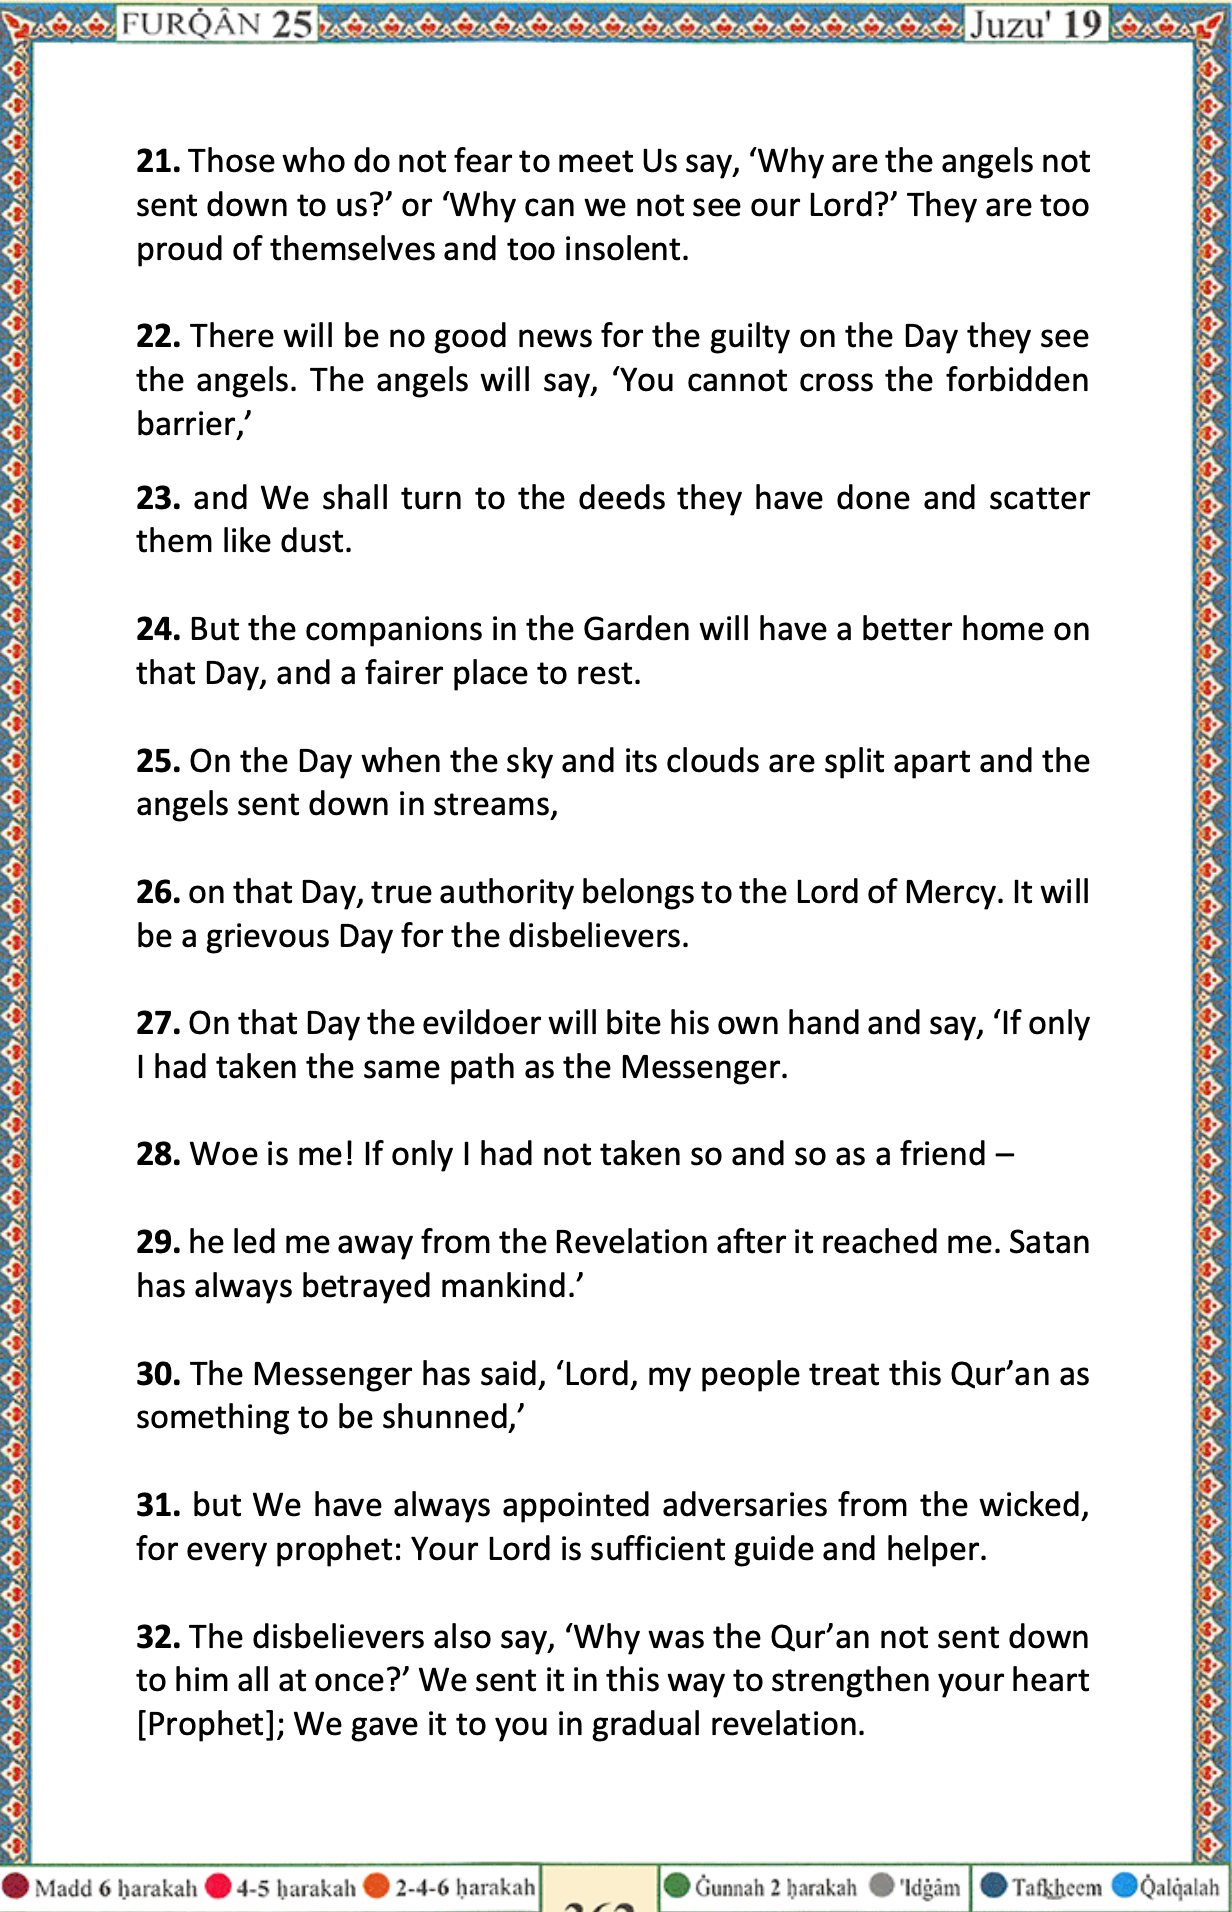 FURQ̇ÂN 25
Juzu' 19
21. Those who do not fear to meet Us say, ‘Why are the angels not
sent down to us?’ or ‘Why can we not see our Lord?’ They are too
proud of themselves and too insolent.
22. There will be no good news for the guilty on the Day they see
the angels. The angels will say, ‘You cannot cross the forbidden
barrier,’
23. and We shall turn to the deeds they have done and scatter
them like dust.
24. But the companions in the Garden will have a better home on
that Day, and a fairer place to rest.
25. On the Day when the sky and its clouds are split apart and the
angels sent down in streams,
26. on that Day, true authority belongs to the Lord of Mercy. It will
be a grievous Day for the disbelievers.
27. On that Day the evildoer will bite his own hand and say, ‘If only
I had taken the same path as the Messenger.
28. Woe is me! If only I had not taken so and so as a friend –
29. he led me away from the Revelation after it reached me. Satan
has always betrayed mankind.’
30. The Messenger has said, ‘Lord, my people treat this Qur’an as
something to be shunned,’
31. but We have always appointed adversaries from the wicked,
for every prophet: Your Lord is sufficient guide and helper.
32. The disbelievers also say, ‘Why was the Qur’an not sent down
to him all at once?’ We sent it in this way to strengthen your heart
[Prophet]; We gave it to you in gradual revelation.
Madd 6 ḥarakah 4-5 ḥarakah 2-4-6 ḥarakah
Ġunnah 2 ḥarakah 'Idġâm
Tafkheem Q̇alq̇alah